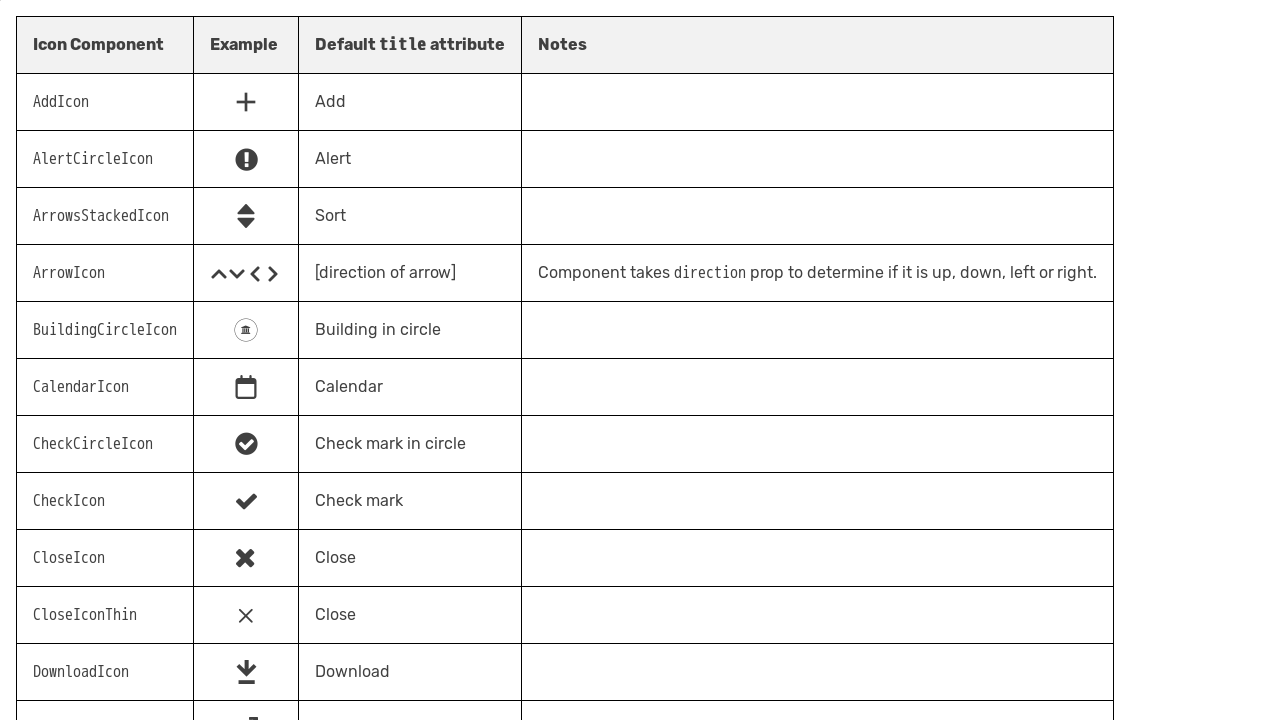 Icon Component Example Default title attribute Notes
AddIcon Add
AlertCircleIcon Alert
ArrowsStackedIcon Sort
ArrowIcon [direction of arrow] Component takes direction prop to determine if it is up, down, left or right.
BuildingCircleIcon Building in circle
CalendarIcon Calendar
CheckCircleIcon Check mark in circle
CheckIcon Check mark
CloseIcon Close
CloseIconThin Close
DownloadIcon Download